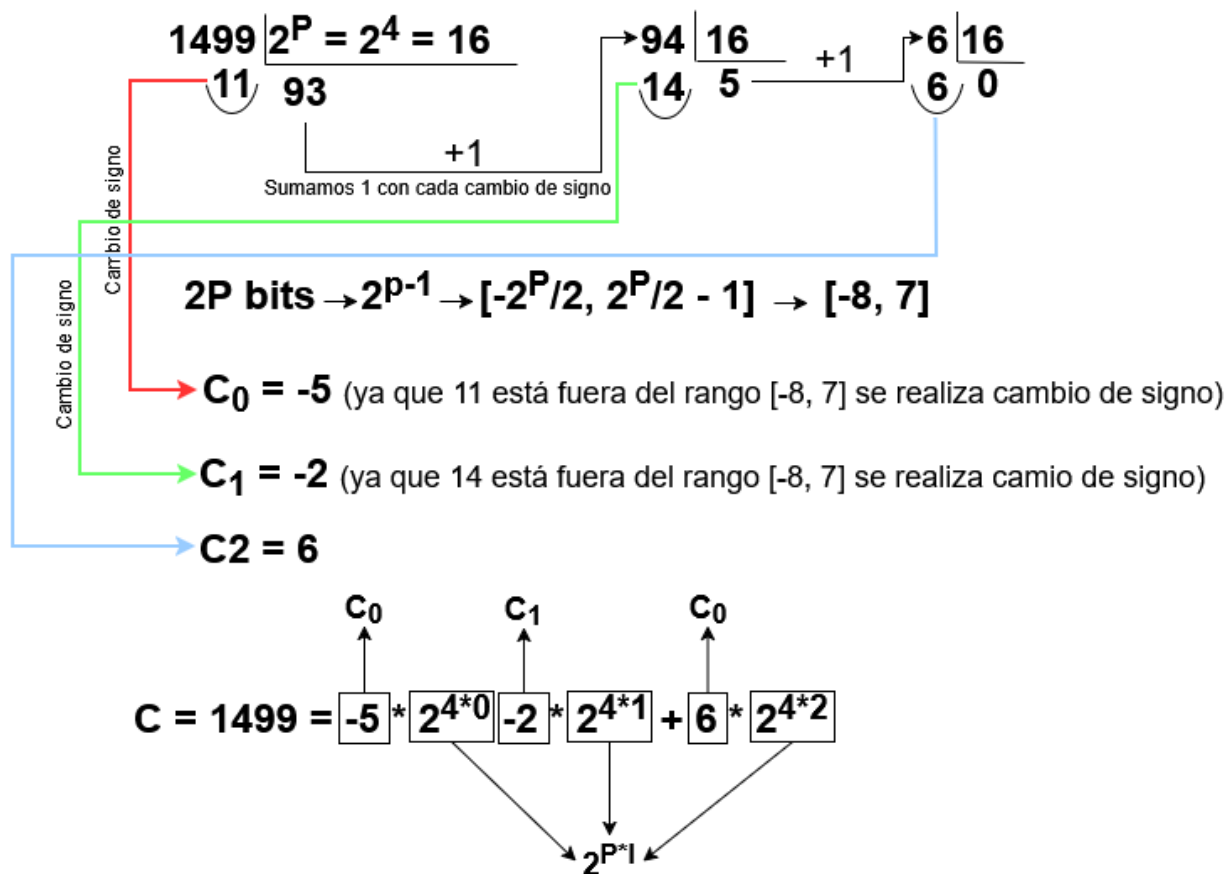 1499 2^P = 2^4 = 16
11 93
+1
94 16
14 5
+1
6 16
6 0
Sumamos 1 con cada cambio de signo
Cambio de signo
Cambio de signo
2P bits → 2^p-1 → [-2^P/2, 2^P/2 - 1] → [-8, 7]
C₀ = -5 (ya que 11 está fuera del rango [-8, 7] se realiza cambio de signo)
C₁ = -2 (ya que 14 está fuera del rango [-8, 7] se realiza camio de signo)
C2 = 6
C₀ C₁ C₀
C = 1499 = -5 * 2^4*0 -2 * 2^4*1 + 6 * 2^4*2
2^P*I